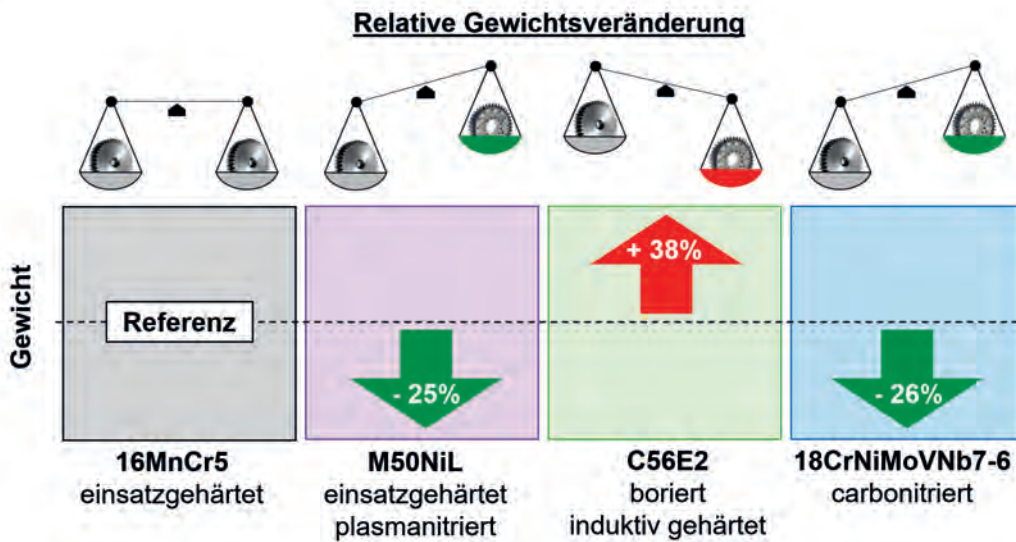 Relative Gewichtsveränderung
Gewicht
Referenz
- 25%
+ 38%
- 26%
16MnCr5
einsatzgehärtet
M50NiL
einsatzgehärtet
plasmanitriert
C56E2
boriert
induktiv gehärtet
18CrNiMoVNb7-6
carbonitriert